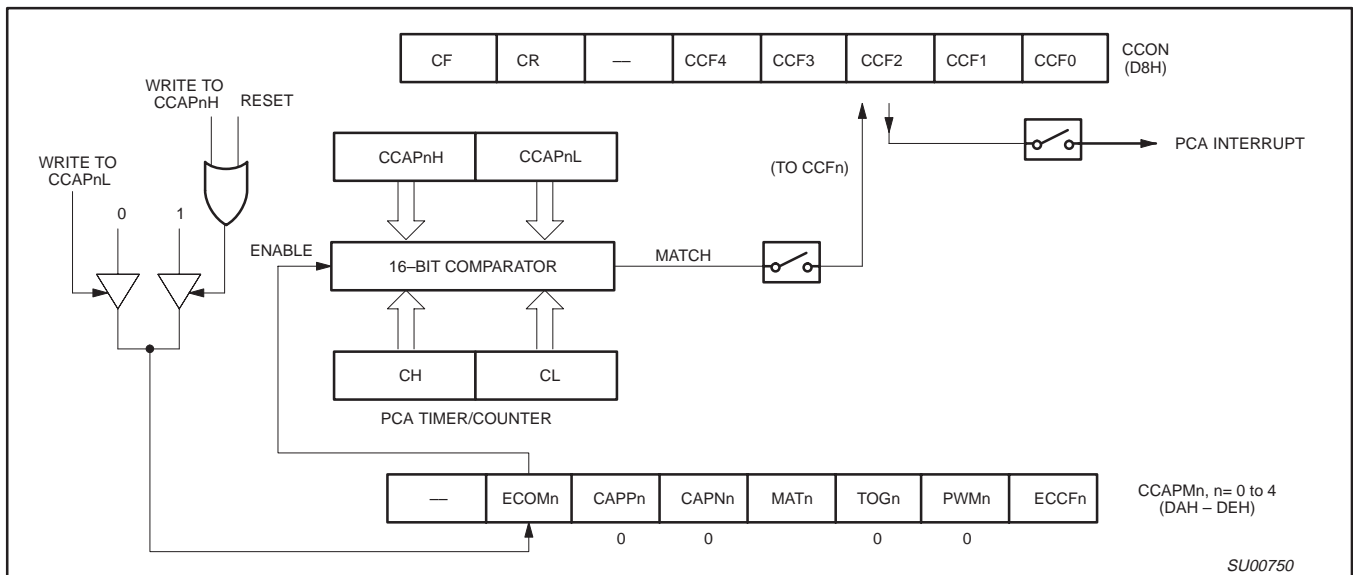 CF CR — CCF4 CCF3 CCF2 CCF1 CCF0
CCON
(D8H)
WRITE TO
CCAPnH RESET
WRITE TO
CCAPnL
0 1
CCAPnH CCAPnL
(TO CCFn)
PCA INTERRUPT
ENABLE
16–BIT COMPARATOR
MATCH
CH CL
PCA TIMER/COUNTER
— ECOMn CAPPn CAPNn MATn TOGn PWMn ECCFn
CCAPMn, n= 0 to 4
(DAH – DEH)
0 0 0 0
SU00750